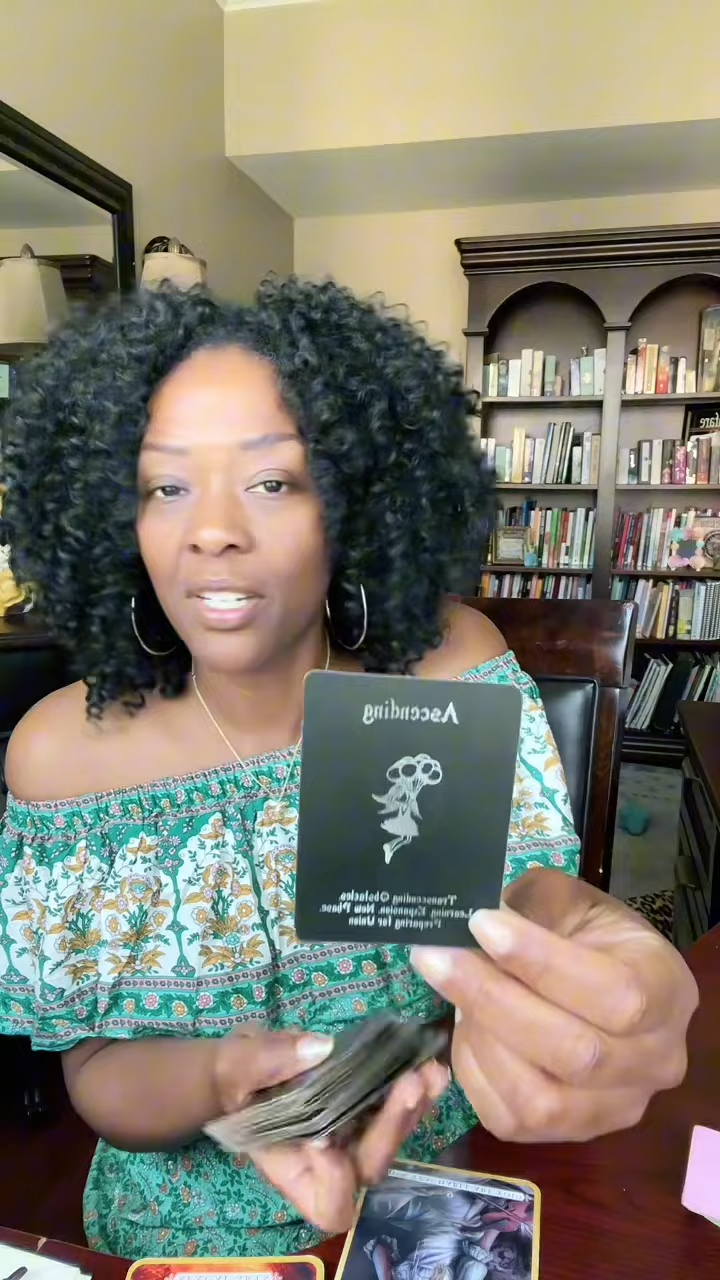 Ascending
Transcending Obstacles.
Learning. Expansion. New Phase.
Preparing for Union